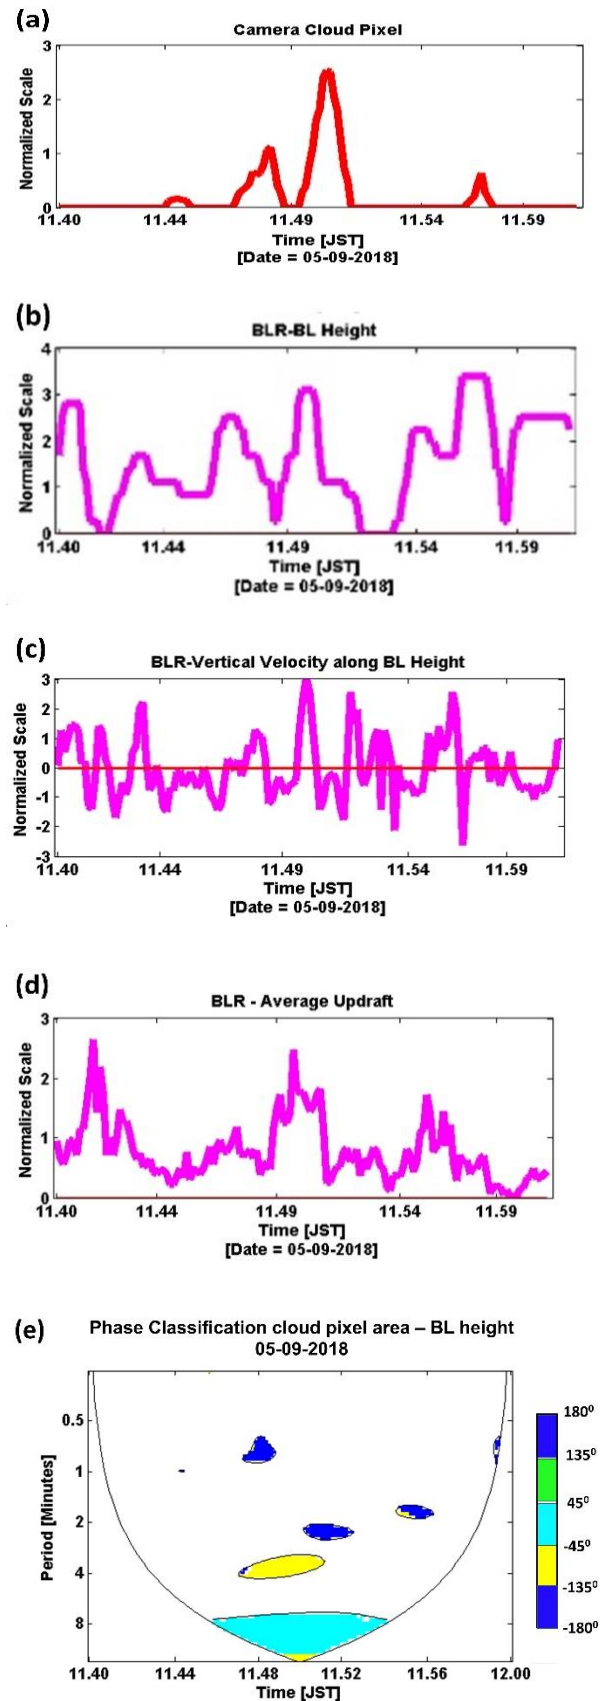 (a)
Camera Cloud Pixel
Normalized Scale
3
2
1
0
11.40 11.44 11.49 11.54 11.59
Time [JST]
[Date = 05-09-2018]
(b)
BLR-BL Height
Normalized Scale
4
3
2
1
0
11.40 11.44 11.49 11.54 11.59
Time [JST]
[Date = 05-09-2018]
(c)
BLR-Vertical Velocity along BL Height
Normalized Scale
3
2
1
0
-1
-2
-3
11.40 11.44 11.49 11.54 11.59
Time [JST]
[Date = 05-09-2018]
(d)
BLR - Average Updraft
Normalized Scale
3
2
1
0
11.40 11.44 11.49 11.54 11.59
Time [JST]
[Date = 05-09-2018]
(e)
Phase Classification cloud pixel area – BL height
05-09-2018
Period [Minutes]
0.5
1
2
4
8
11.40 11.44 11.48 11.52 11.56 12.00
Time [JST]
180⁰
135⁰
45⁰
-45⁰
-135⁰
-180⁰